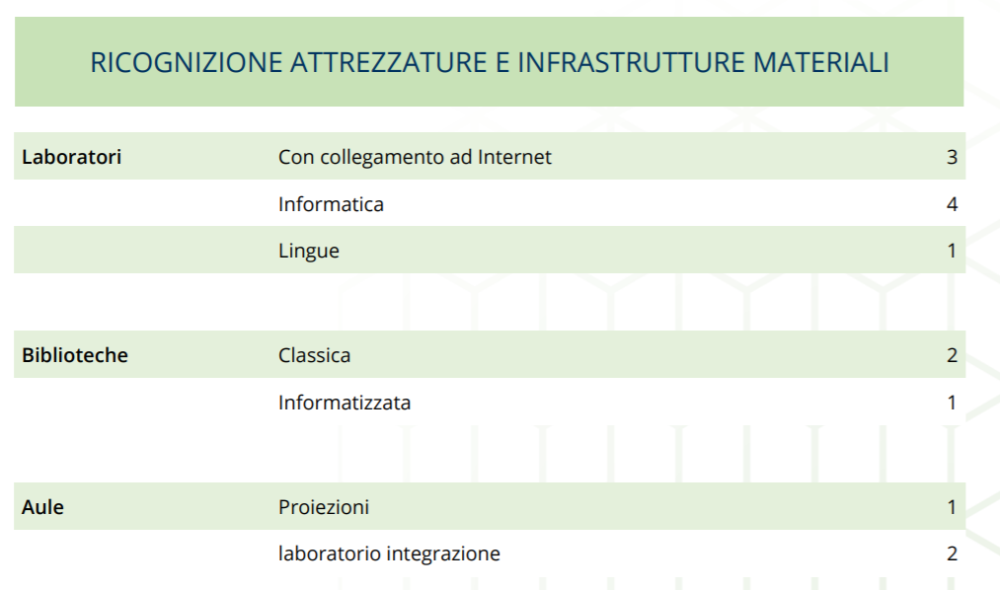 RICOGNIZIONE ATTREZZATURE E INFRASTRUTTURE MATERIALI
Laboratori Con collegamento ad Internet 3
Informatica 4
Lingue 1
Biblioteche Classica 2
Informatizzata 1
Aule Proiezioni 1
laboratorio integrazione 2